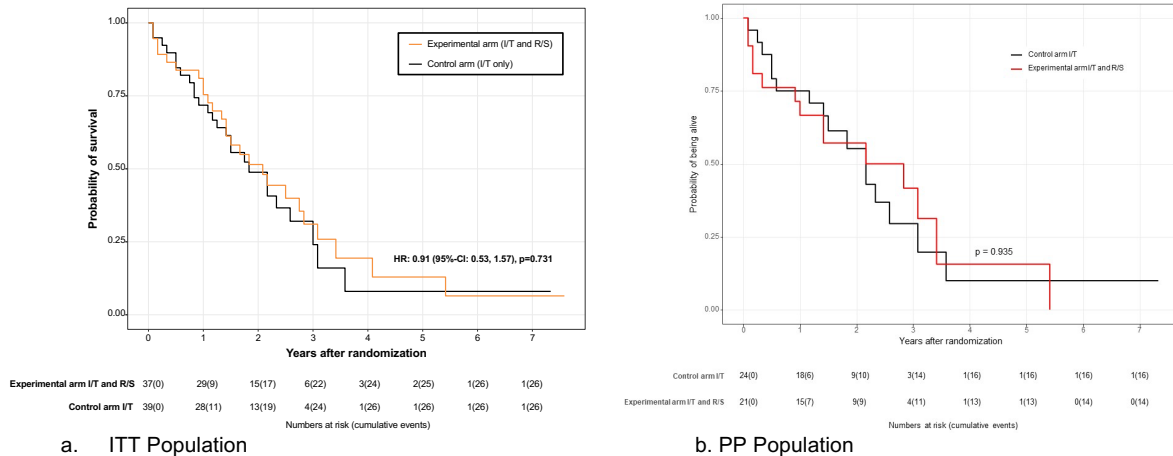 1.00
0.75
0.50
0.25
0.00
Probability of survival
Experimental arm (I/T and R/S)
Control arm (I/T only)
HR: 0.91 (95%-CI: 0.53, 1.57), p=0.731
0 1 2 3 4 5 6 7
Years after randomization
Experimental arm I/T and R/S 37(0) 29(9) 15(17) 6(22) 3(24) 2(25) 1(26) 1(26)
Control arm I/T 39(0) 28(11) 13(19) 4(24) 1(26) 1(26) 1(26) 1(26)
Numbers at risk (cumulative events)
a. ITT Population
1.00
0.75
0.50
0.25
0.00
Probability of being alive
Control arm I/T
Experimental arm I/T and R/S
p = 0.935
0 1 2 3 4 5 6 7
Years after randomization
Control arm I/T 24(0) 18(6) 9(10) 3(14) 1(16) 1(16) 1(16) 1(16)
Experimental arm I/T and R/S 21(0) 15(7) 9(9) 4(11) 1(13) 1(13) 0(14) 0(14)
Numbers at risk (cumulative events)
b. PP Population